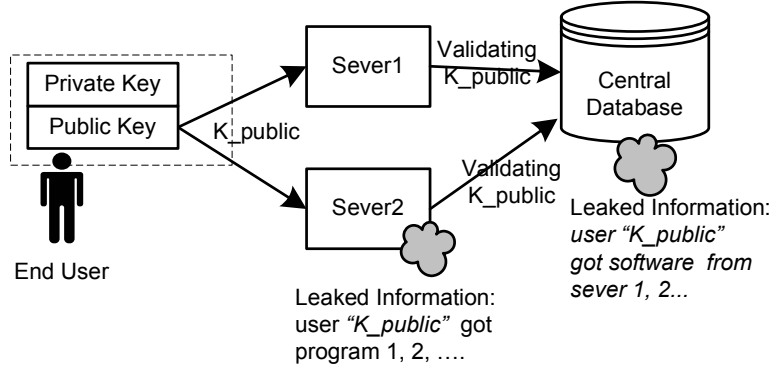 Private Key
Public Key
End User
K_public
Sever1
Sever2
Validating
K_public
Validating
K_public
Central
Database
Leaked Information:
user “K_public” got
program 1, 2, ….
Leaked Information:
user “K_public”
got software from
sever 1, 2...